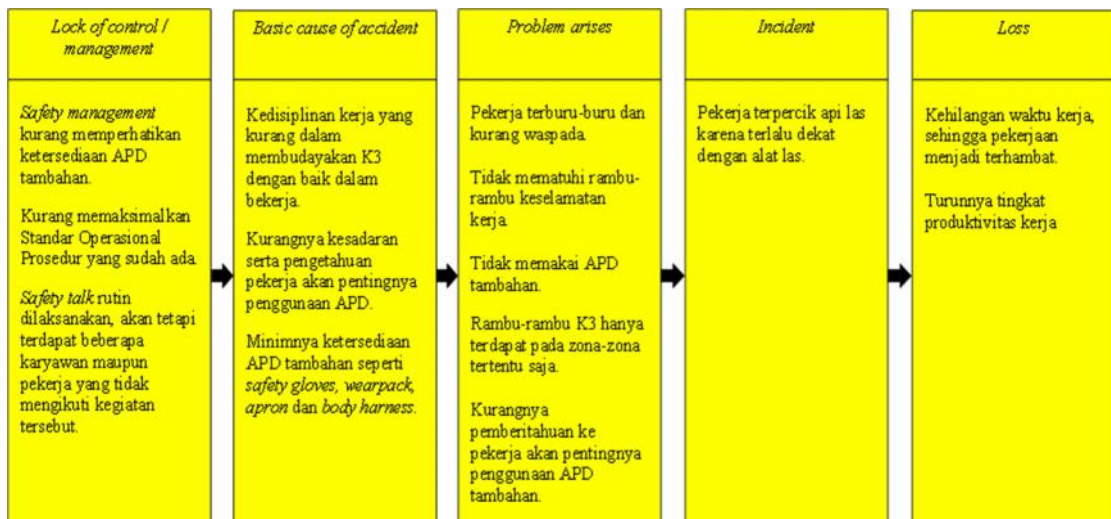 Lock of control /
management
Safety management
kurang memperhatikan
ketersediaan APD
tambahan.
Kurang memaksimalkan
Standar Operasional
Prosedur yang sudah ada.
Safety talk rutin
dilaksanakan, akan tetapi
terdapat beberapa
karyawan maupun
pekerja yang tidak
mengikuti kegiatan
tersebut.
Basic cause of accident
Kedisiplinan kerja yang
kurang dalam
membudayakan K3
dengan baik dalam
bekerja.
Kurangnya kesadaran
serta pengetahuan
pekerja akan pentingnya
penggunaan APD.
Minimnya ketersediaan
APD tambahan seperti
safety gloves, wearpack,
apron dan body harness.
Problem arises
Pekerja terburu-buru dan
kurang waspada.
Tidak mematuhi rambu-
rambu keselamatan
kerja.
Tidak memakai APD
tambahan.
Rambu-rambu K3 hanya
terdapat pada zona-zona
tertentu saja.
Kurangnya
pemberitahuan ke
pekerja akan pentingnya
penggunaan APD
tambahan.
Incident
Pekerja terpercik api las
karena terlalu dekat
dengan alat las.
Loss
Kehilangan waktu kerja,
sehingga pekerjaan
menjadi terhambat.
Turunnya tingkat
produktivitas kerja